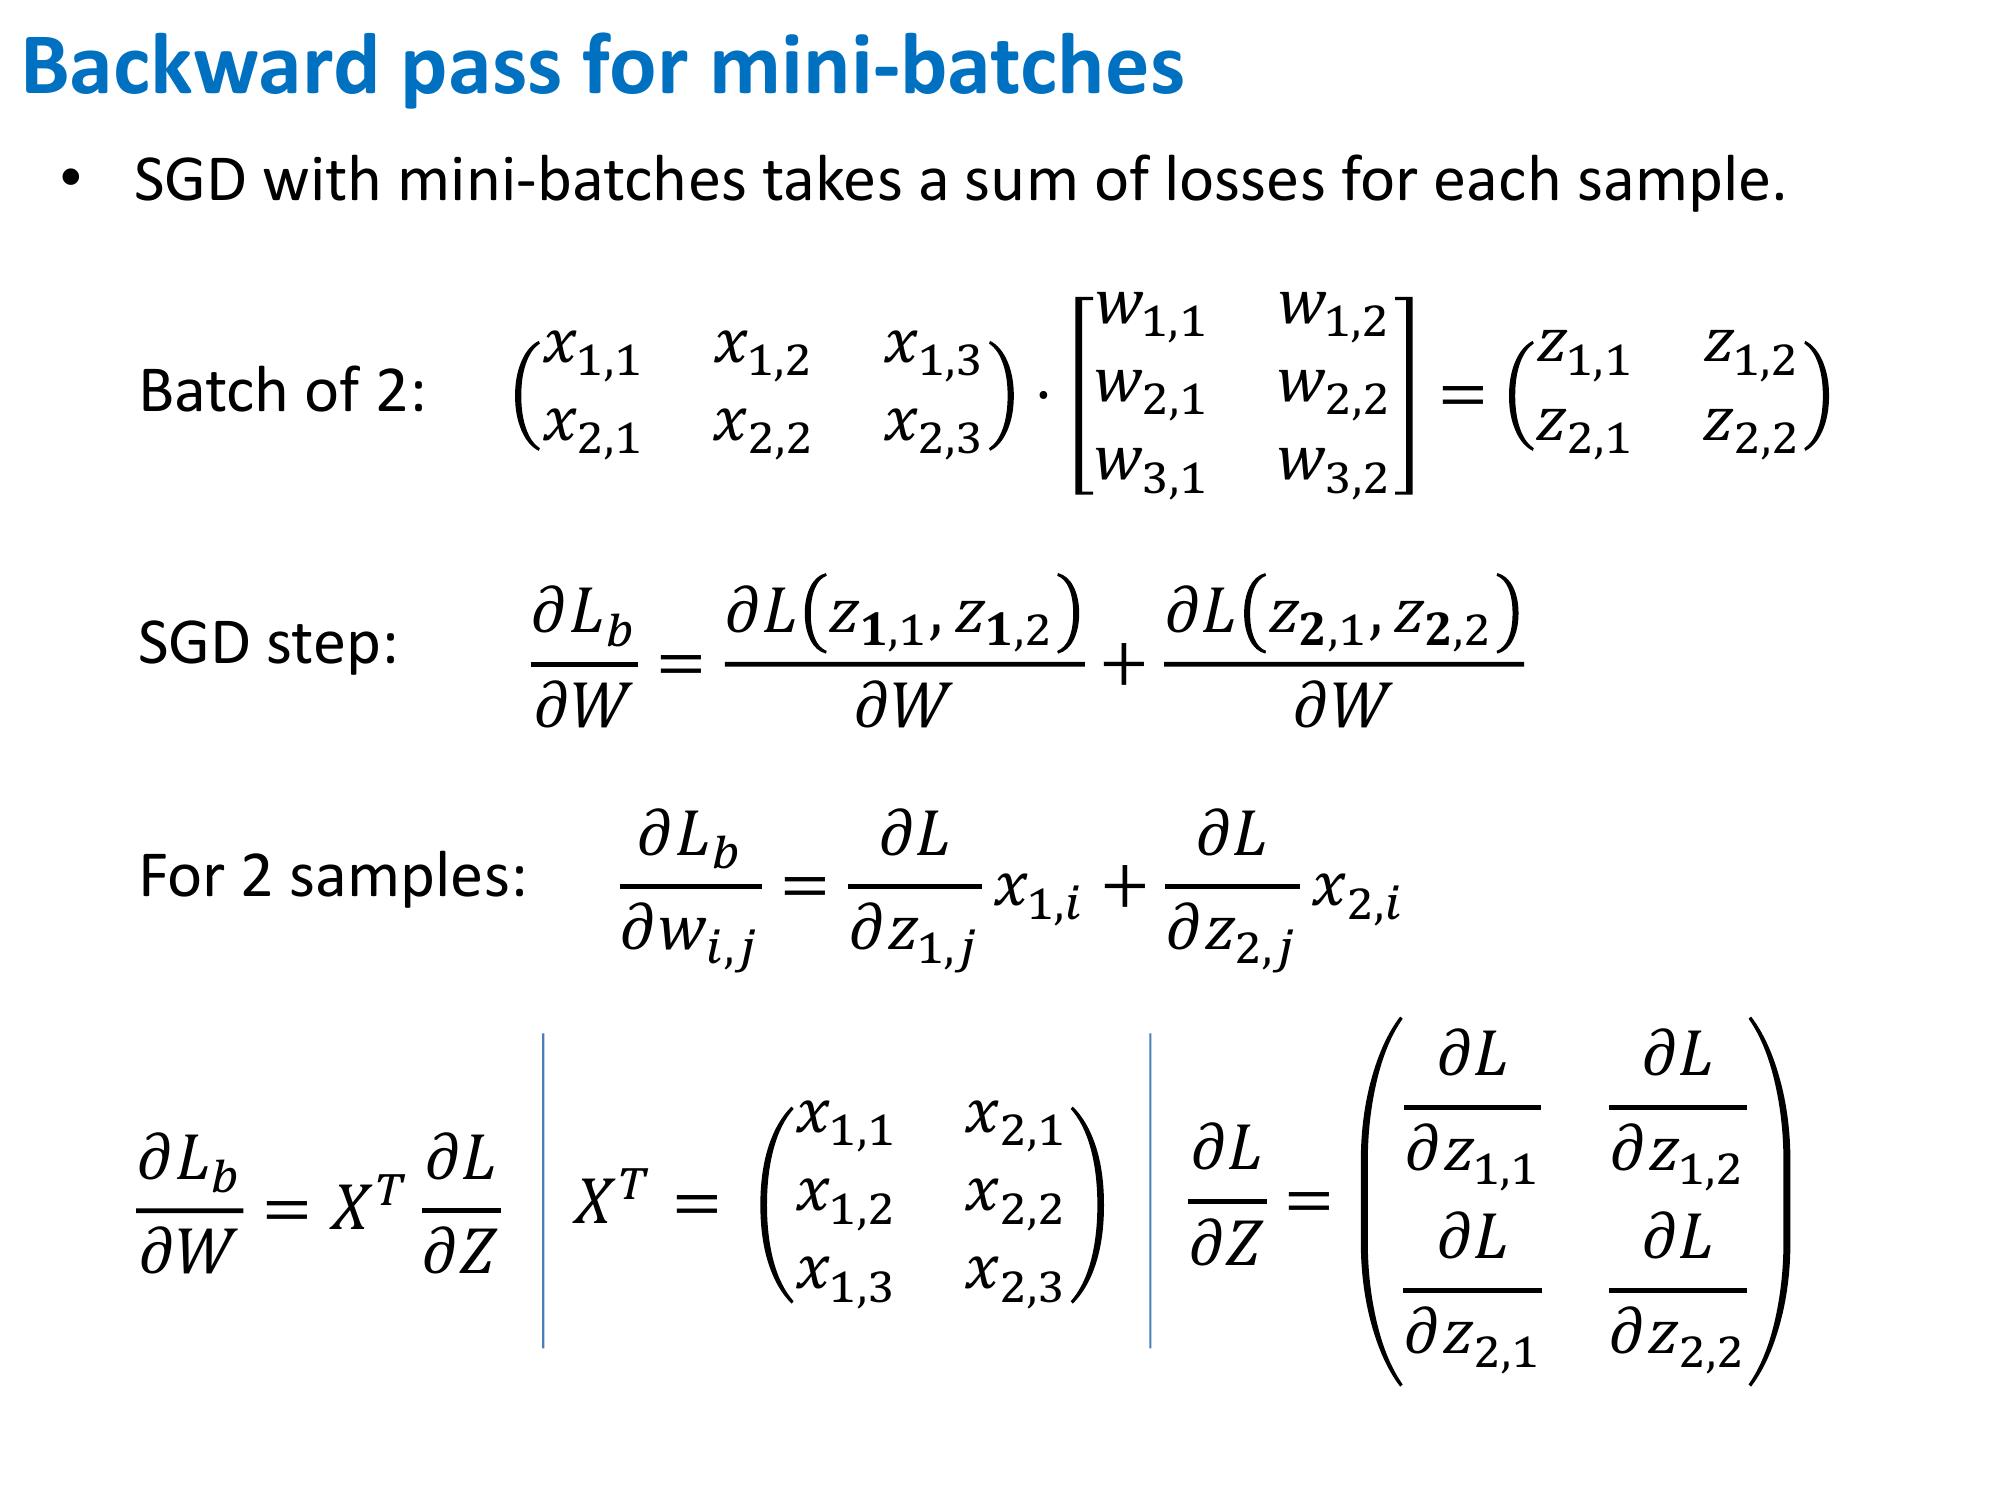 Backward pass for mini-batches
• SGD with mini-batches takes a sum of losses for each sample.
Batch of 2: $\begin{pmatrix} x_{1,1} & x_{1,2} & x_{1,3} \\ x_{2,1} & x_{2,2} & x_{2,3} \end{pmatrix} \cdot \begin{bmatrix} w_{1,1} & w_{1,2} \\ w_{2,1} & w_{2,2} \\ w_{3,1} & w_{3,2} \end{bmatrix} = \begin{pmatrix} z_{1,1} & z_{1,2} \\ z_{2,1} & z_{2,2} \end{pmatrix}$
SGD step: $\frac{\partial L_b}{\partial W} = \frac{\partial L(z_{\mathbf{1},1}, z_{\mathbf{1},2})}{\partial W} + \frac{\partial L(z_{\mathbf{2},1}, z_{\mathbf{2},2})}{\partial W}$
For 2 samples: $\frac{\partial L_b}{\partial w_{i,j}} = \frac{\partial L}{\partial z_{1,j}} x_{1,i} + \frac{\partial L}{\partial z_{2,j}} x_{2,i}$
$\frac{\partial L_b}{\partial W} = X^T \frac{\partial L}{\partial Z}$
$X^T = \begin{pmatrix} x_{1,1} & x_{2,1} \\ x_{1,2} & x_{2,2} \\ x_{1,3} & x_{2,3} \end{pmatrix}$
$\frac{\partial L}{\partial Z} = \begin{pmatrix} \frac{\partial L}{\partial z_{1,1}} & \frac{\partial L}{\partial z_{1,2}} \\ \frac{\partial L}{\partial z_{2,1}} & \frac{\partial L}{\partial z_{2,2}} \end{pmatrix}$